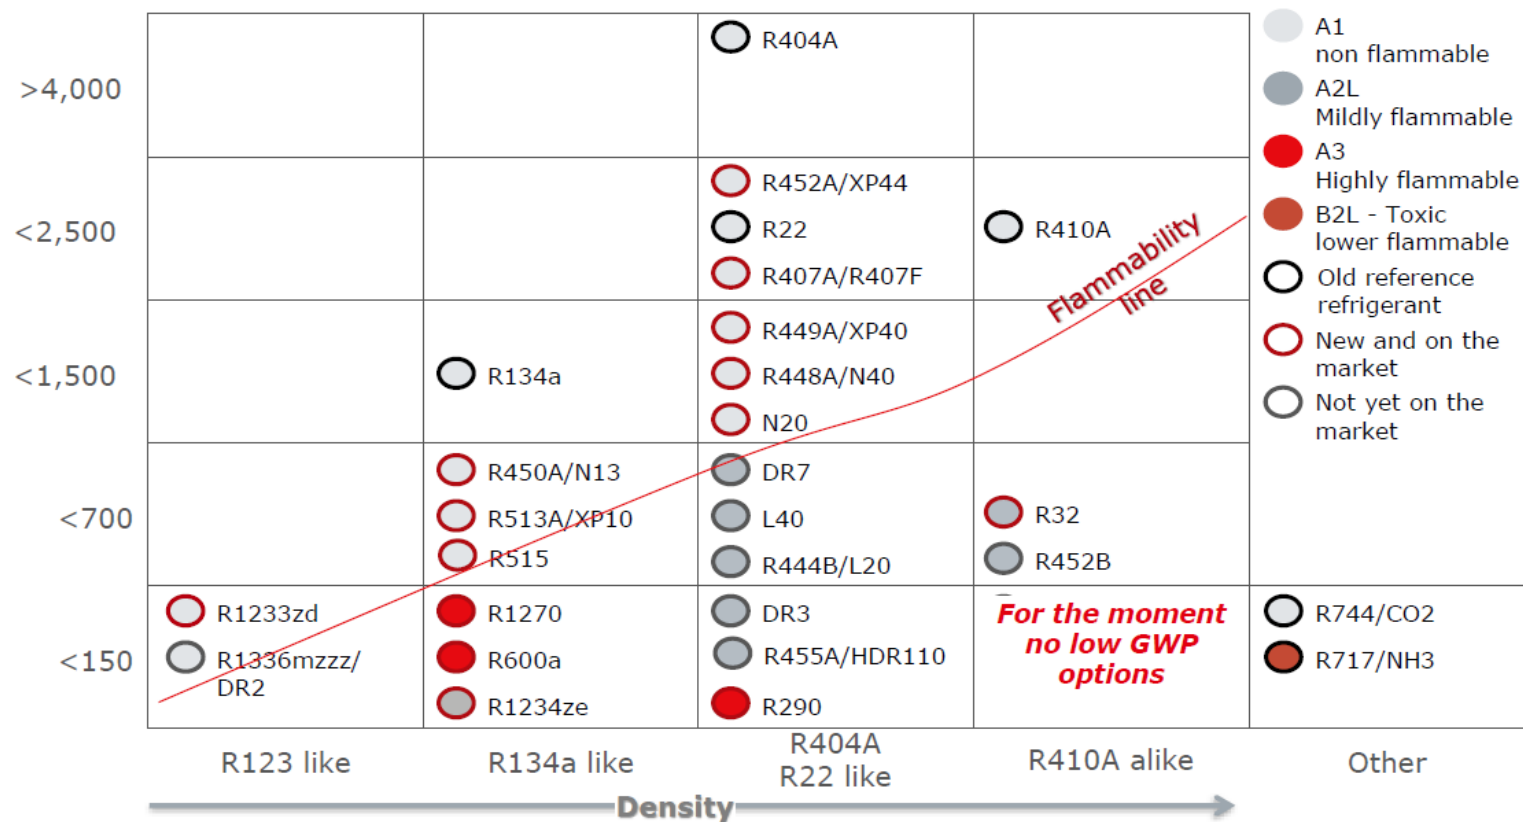 >4,000
R404A
<2,500
R452A/XP44
R22
R407A/R407F
R410A
Flammability
line
<1,500
R134a
R449A/XP40
R448A/N40
N20
<700
R450A/N13
R513A/XP10
R515
DR7
L40
R444B/L20
R32
R452B
<150
R1233zd
R1336mzzz/
DR2
R1270
R600a
R1234ze
DR3
R455A/HDR110
R290
For the moment
no low GWP
options
R744/CO2
R717/NH3
R123 like
R134a like
R404A
R22 like
R410A alike
Other
Density
A1
non flammable
A2L
Mildly flammable
A3
Highly flammable
B2L - Toxic
lower flammable
Old reference
refrigerant
New and on the
market
Not yet on the
market